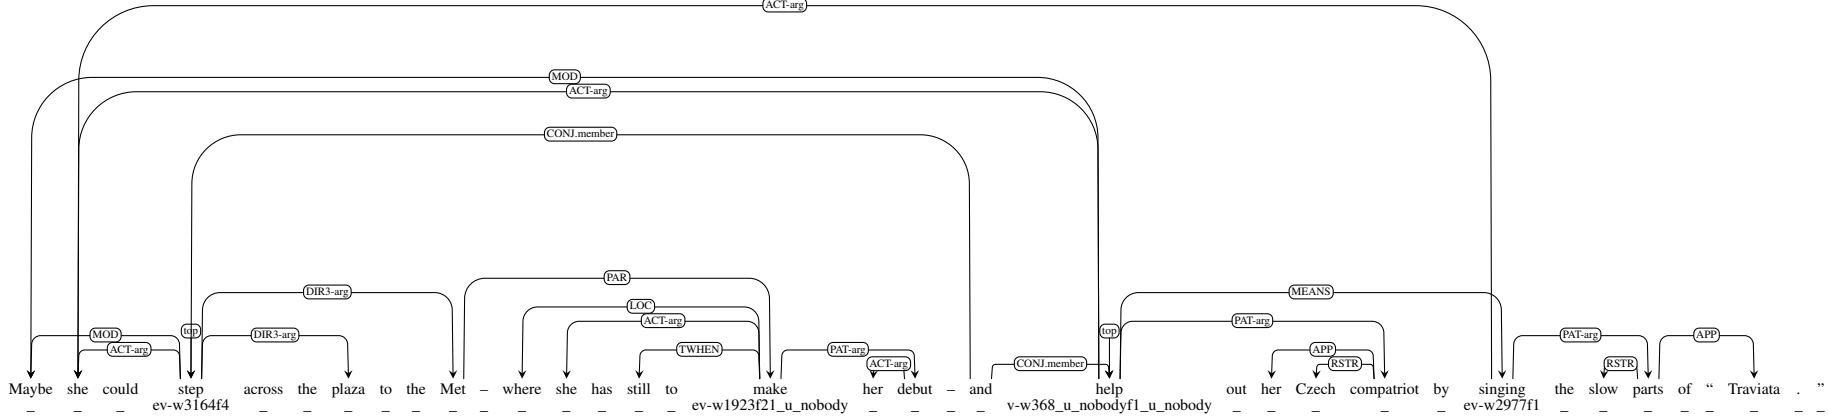 ACT-arg
MOD
ACT-arg
CONJ.member
PAR
DIR3-arg MEANS
LOC
ACT-arg PAT-arg
top top
MOD DIR3-arg PAT-arg APP
ACT-arg TWHEN PAT-arg APP
ACT-arg CONJ.member RSTR RSTR
Maybe she could step across the plaza to the Met – where she has still to make her debut – and help out her Czech compatriot by singing the slow parts of “ Traviata . ”
_ _ _ ev-w3164f4 _ _ _ _ _ _ _ _ _ _ _ _ ev-w1923f21_u_nobody _ _ _ _ v-w368_u_nobodyf1_u_nobody _ _ _ _ _ ev-w2977f1 _ _ _ _ _ _ _ _